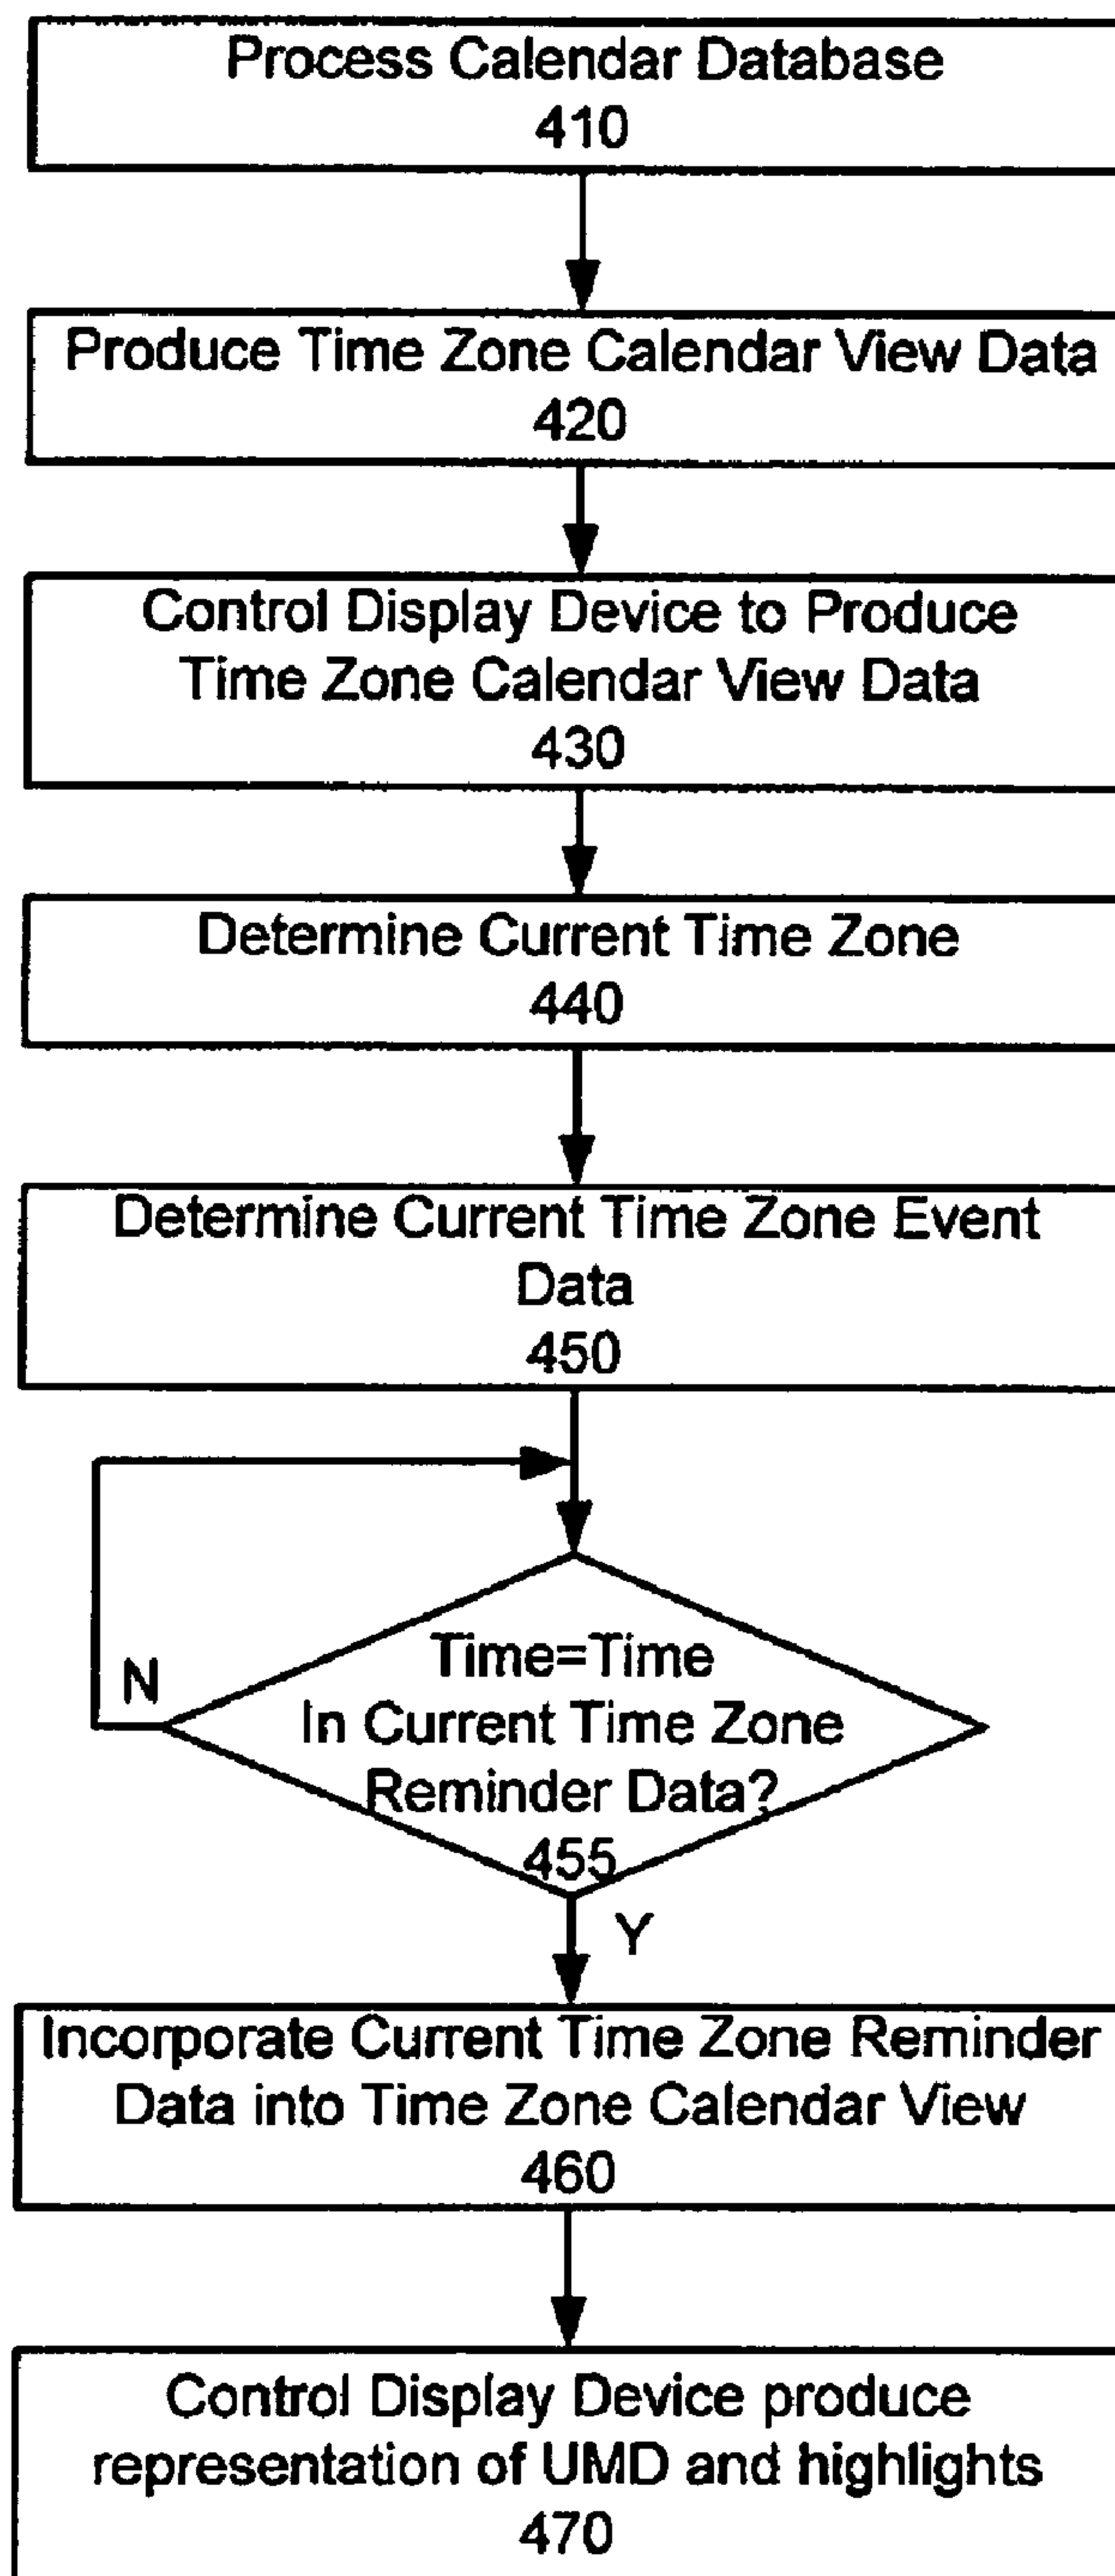 Process Calendar Database
410
Produce Time Zone Calendar View Data
420
Control Display Device to Produce
Time Zone Calendar View Data
430
Determine Current Time Zone
440
Determine Current Time Zone Event
Data
450
Time=Time
In Current Time Zone
Reminder Data?
455
N
Y
Incorporate Current Time Zone Reminder
Data into Time Zone Calendar View
460
Control Display Device produce
representation of UMD and highlights
470